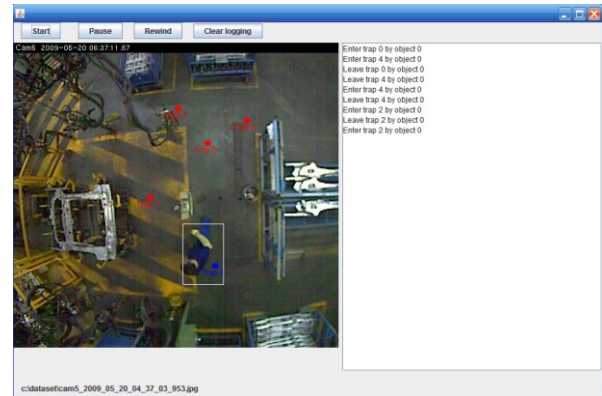 Start Pause Rewind Clear logging
Cam5 2009-05-20 06:37:11.87
Enter trap 0 by object 0
Enter trap 4 by object 0
Leave trap 0 by object 0
Leave trap 4 by object 0
Enter trap 4 by object 0
Leave trap 4 by object 0
Enter trap 2 by object 0
Leave trap 2 by object 0
Enter trap 2 by object 0
Trap
Trap
Trap
c:\dataset\cam5_2009_05_20_04_37_03_953.jpg